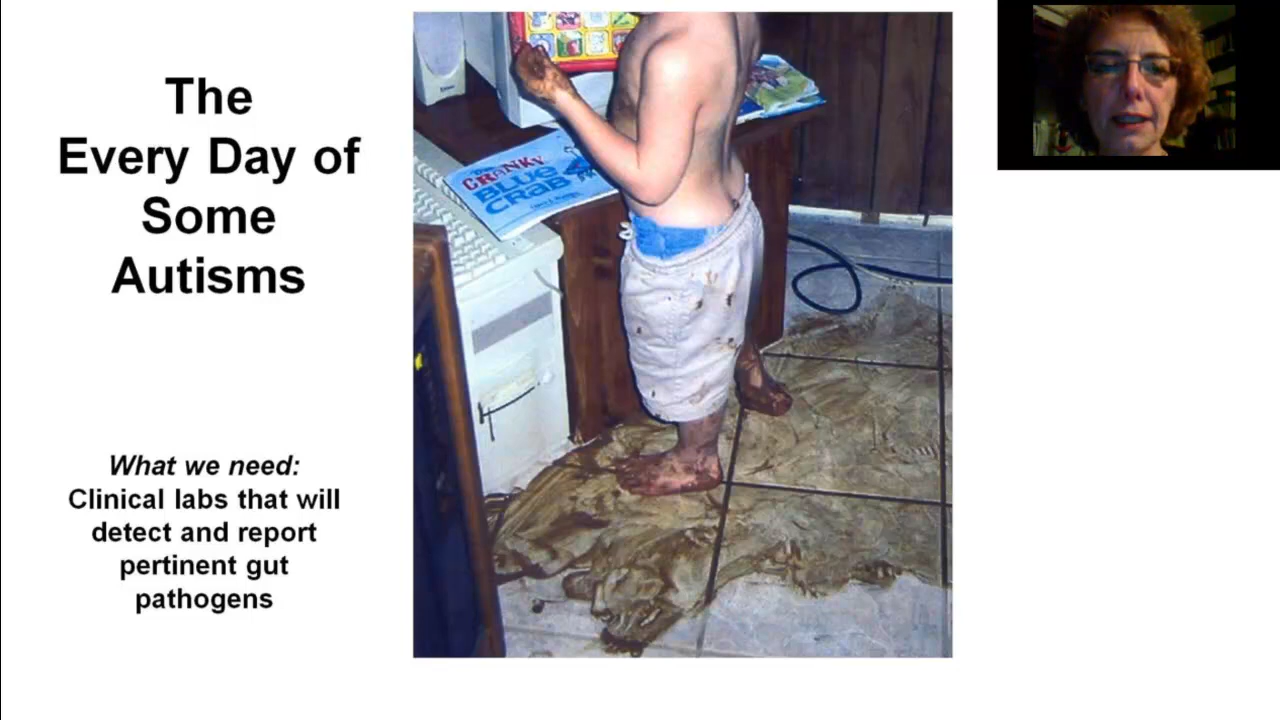 The
Every Day of
Some
Autisms
What we need:
Clinical labs that will
detect and report
pertinent gut
pathogens
CRANKY
BLUE
CRAB